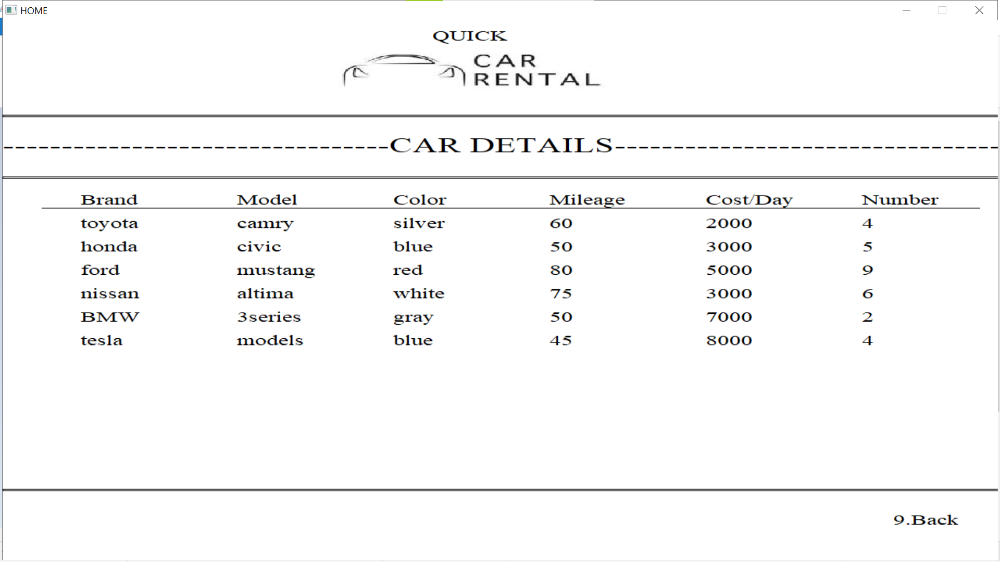 HOME
QUICK
CAR
RENTAL
---------------------------------CAR DETAILS---------------------------------
Brand Model Color Mileage Cost/Day Number
toyota camry silver 60 2000 4
honda civic blue 50 3000 5
ford mustang red 80 5000 9
nissan altima white 75 3000 6
BMW 3series gray 50 7000 2
tesla models blue 45 8000 4
9.Back